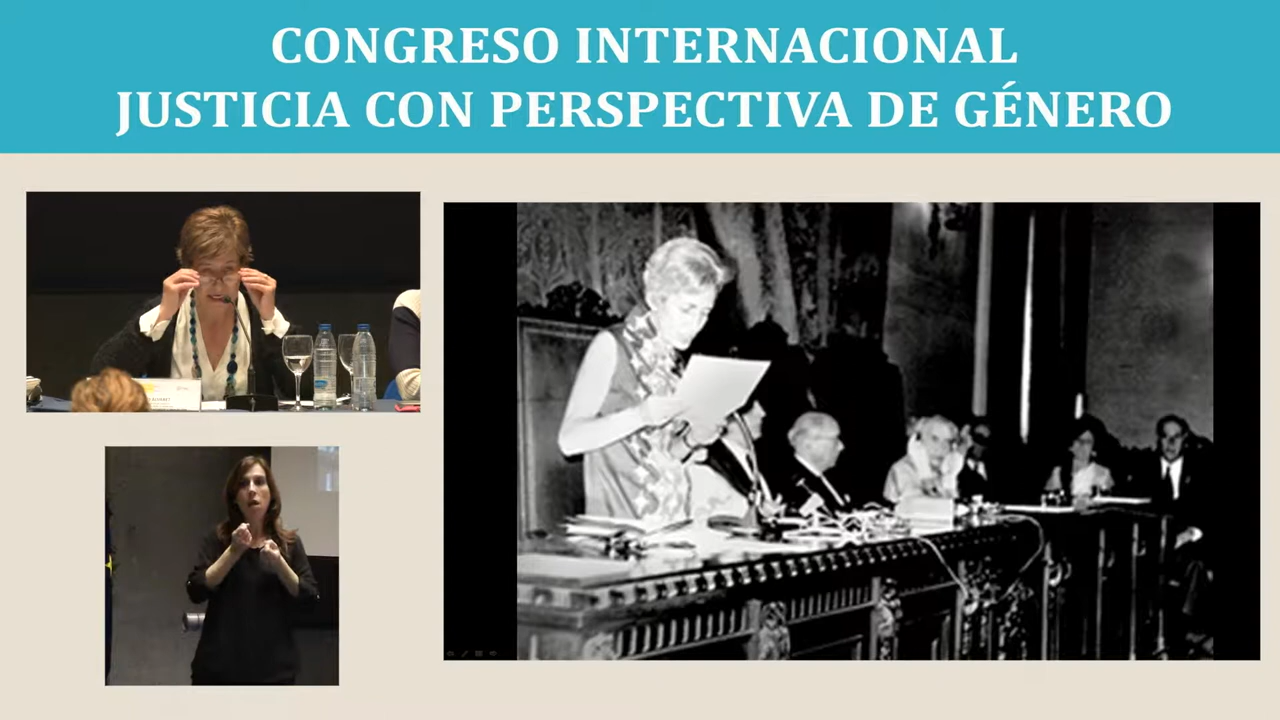 CONGRESO INTERNACIONAL
JUSTICIA CON PERSPECTIVA DE GÉNERO